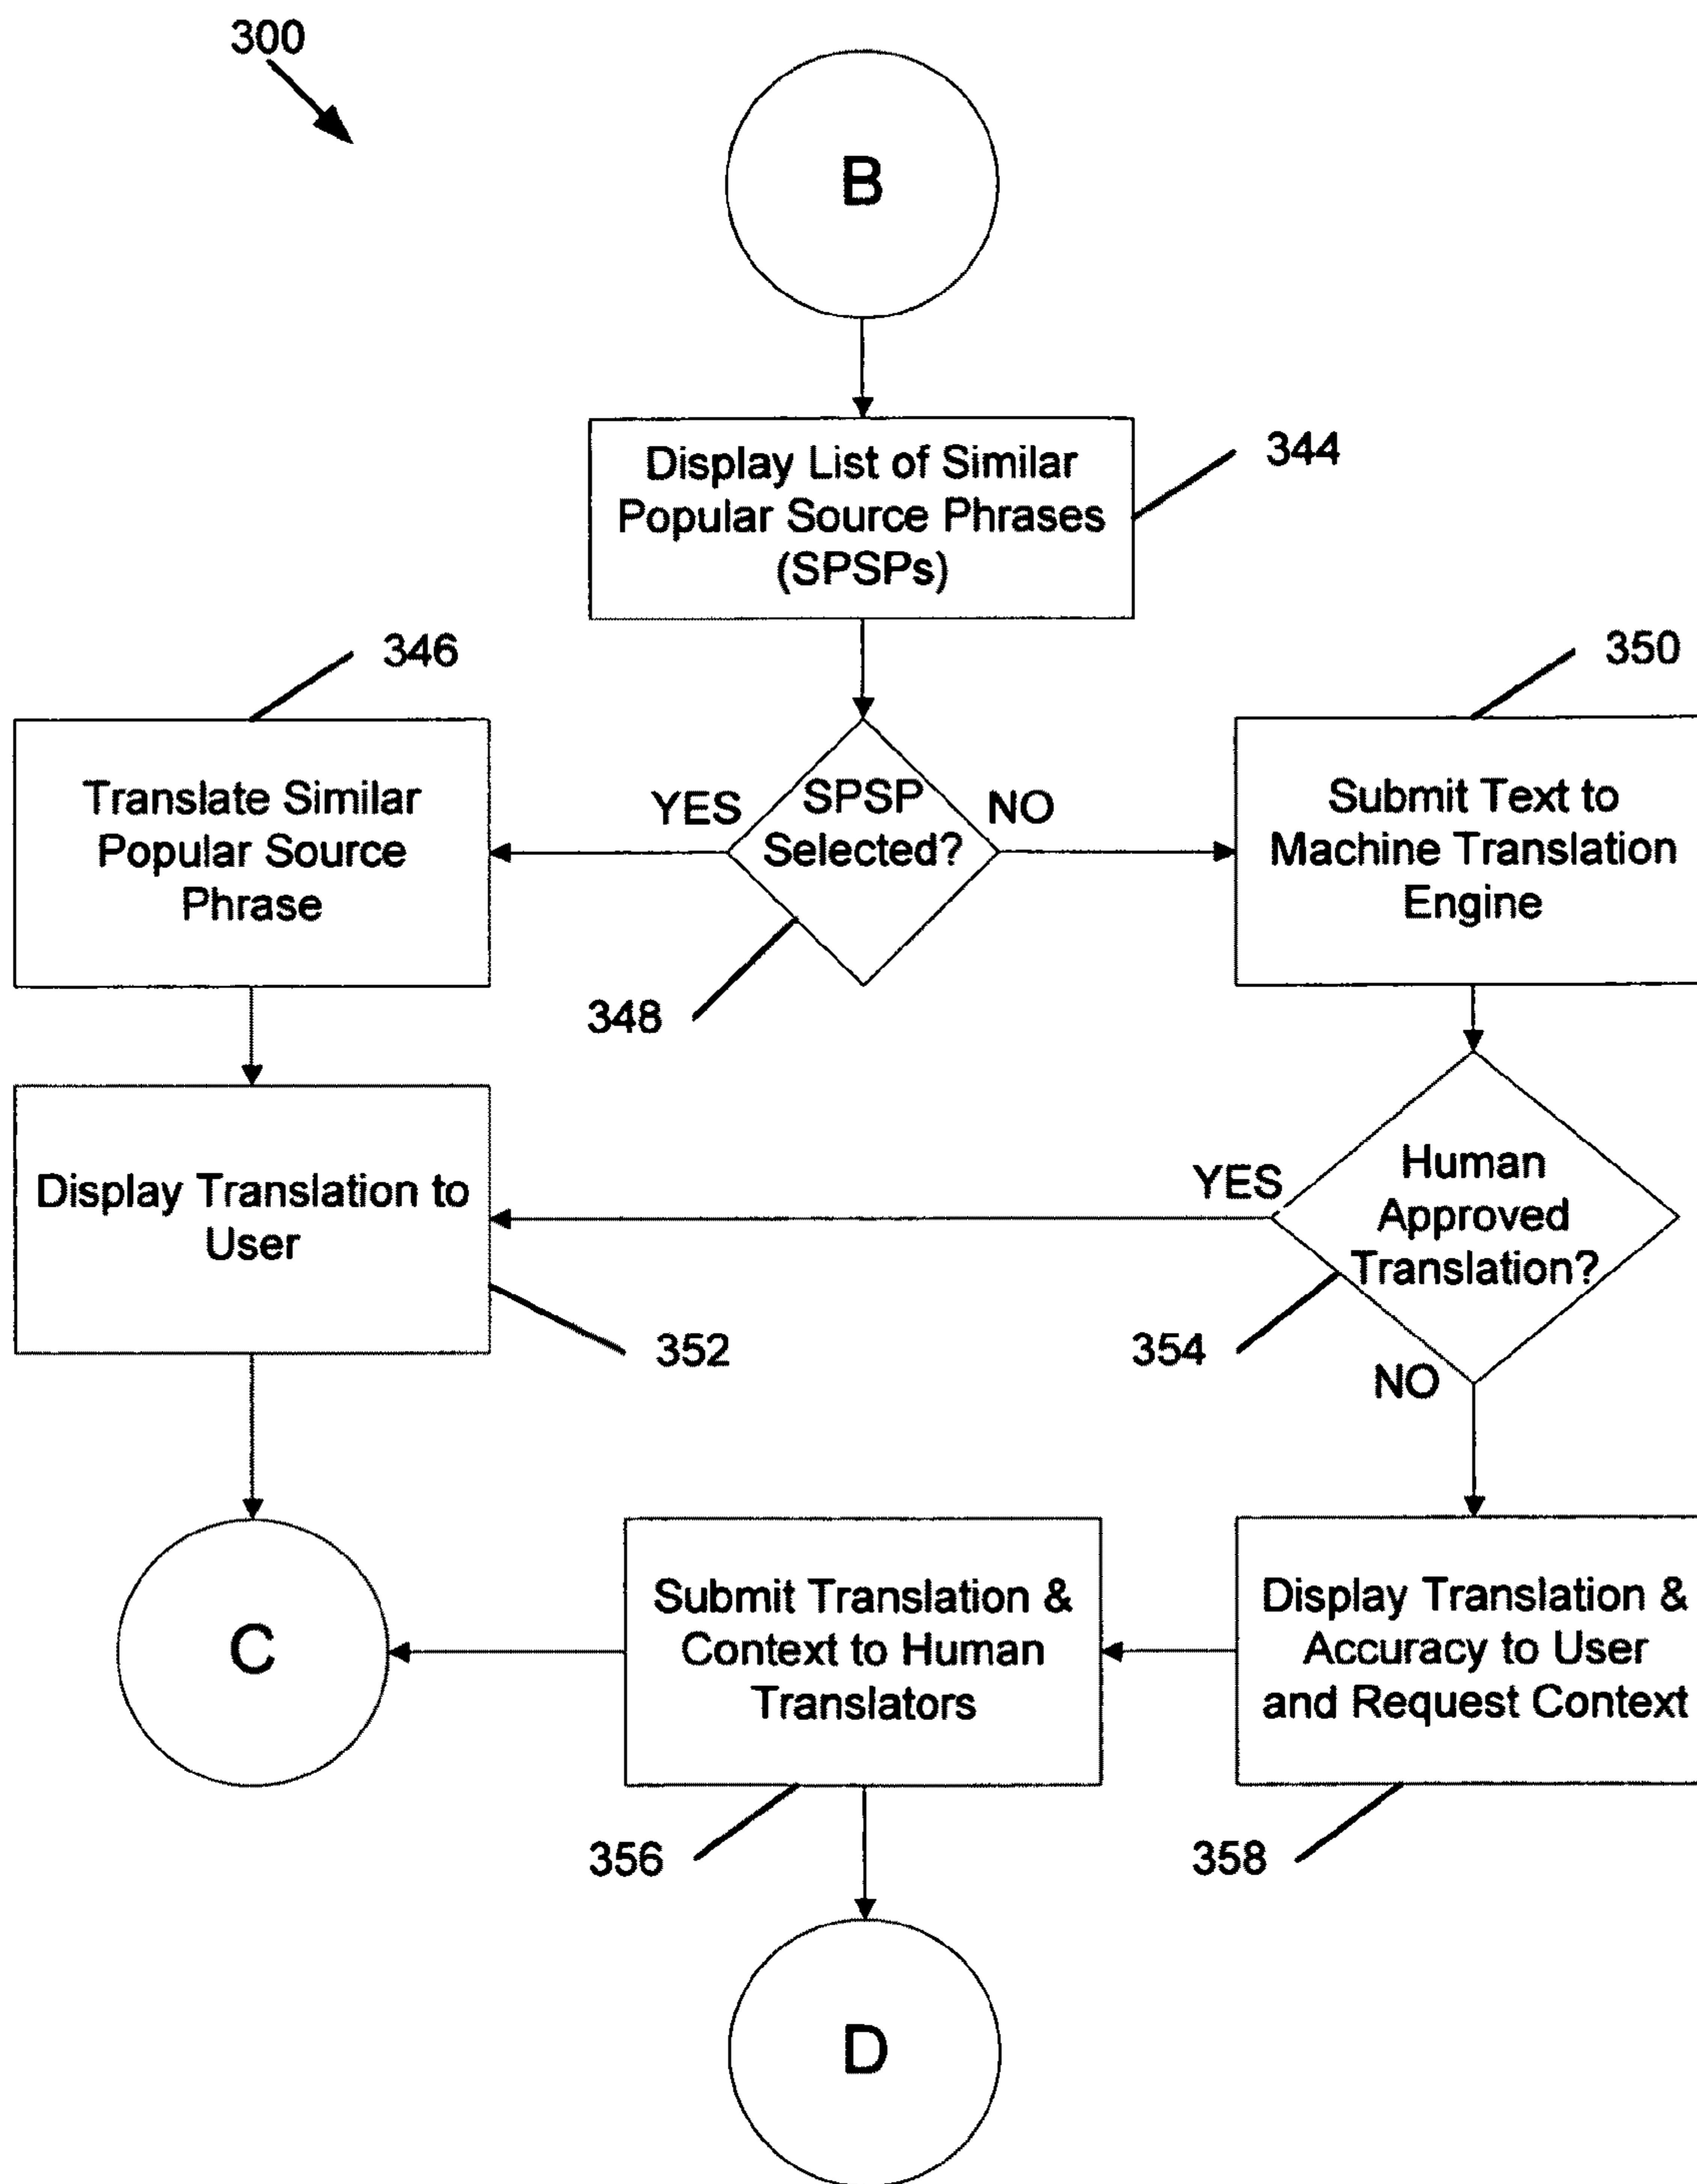 300
B
Display List of Similar
Popular Source Phrases
(SPSPs)
344
346
350
Translate Similar
Popular Source
Phrase
YES
SPSP
Selected?
NO
Submit Text to
Machine Translation
Engine
348
Display Translation to
User
YES
Human
Approved
Translation?
352
354
NO
C
Submit Translation &
Context to Human
Translators
Display Translation &
Accuracy to User
and Request Context
356
358
D